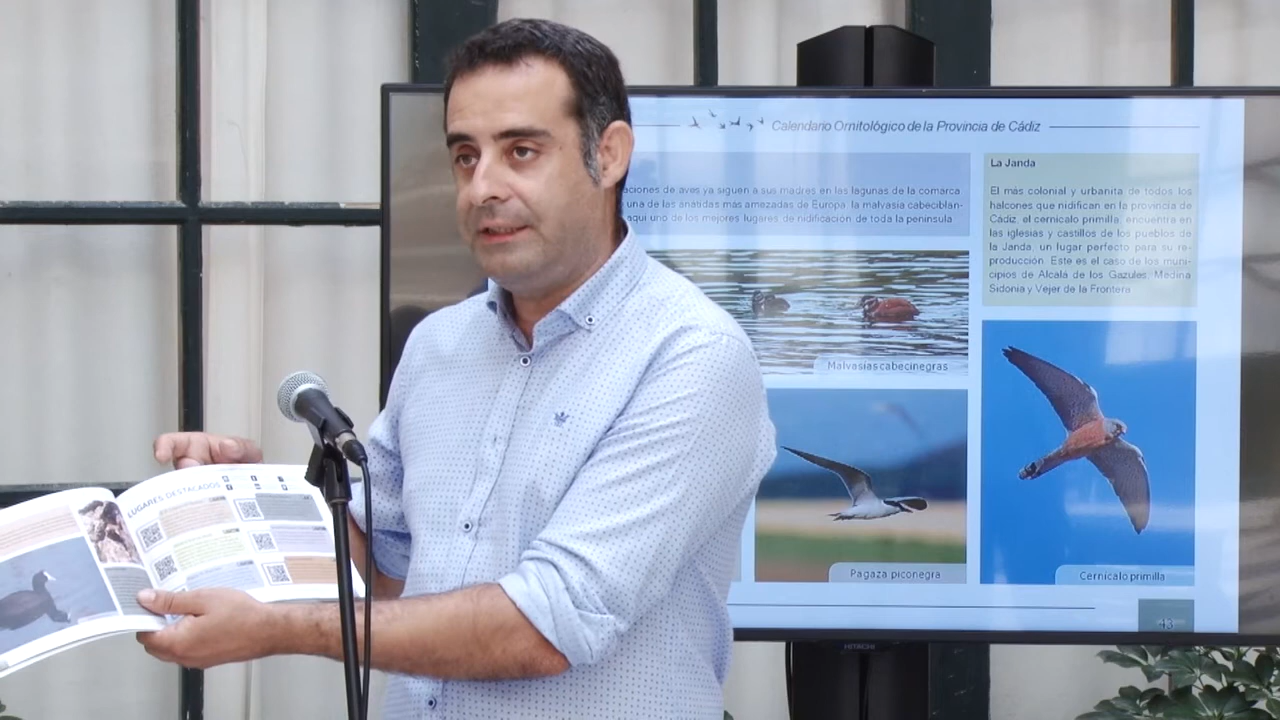 Calendario Ornitológico de la Provincia de Cádiz
aciones de aves ya siguen a sus madres en las lagunas de la comarca
una de las anátidas más amezadas de Europa, la malvasía cabeciblan-
aquí uno de los mejores lugares de nidificación de toda la península
La Janda
El más colonial y urbanita de todos los
halcones que nidifican en la provincia de
Cádiz, el cernícalo primilla, encuentra en
las iglesias y castillos de los pueblos de
la Janda, un lugar perfecto para su re-
producción. Este es el caso de los muni-
cipios de Alcalá de los Gazules, Medina
Sidonia y Vejer de la Frontera
Malvasías cabecinegras
Pagaza piconegra
Cernícalo primilla
43
HITACHI
LUGARES DESTACADOS